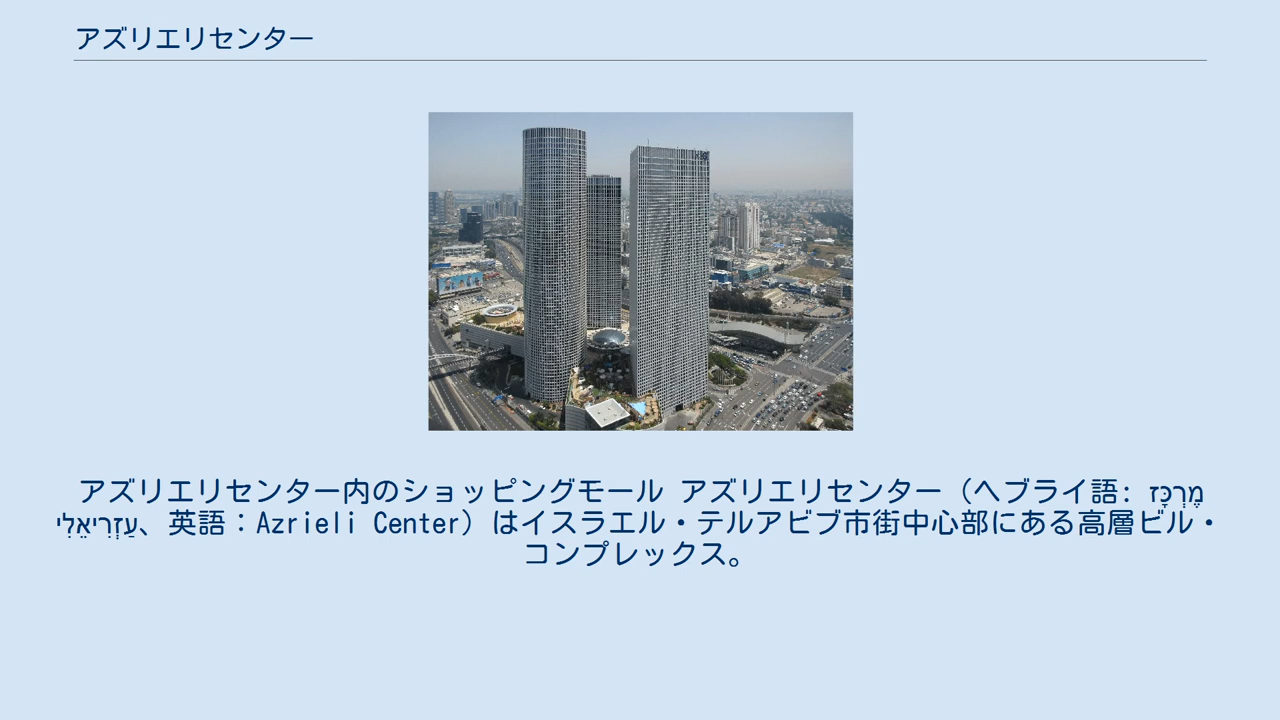 アズリエリセンター
アズリエリセンター内のショッピングモール アズリエリセンター（ヘブライ語: מֶרְכָּז
עַזְרִיאֵלִי、英語：Azrieli Center）はイスラエル・テルアビブ市街中心部にある高層ビル・
コンプレックス。